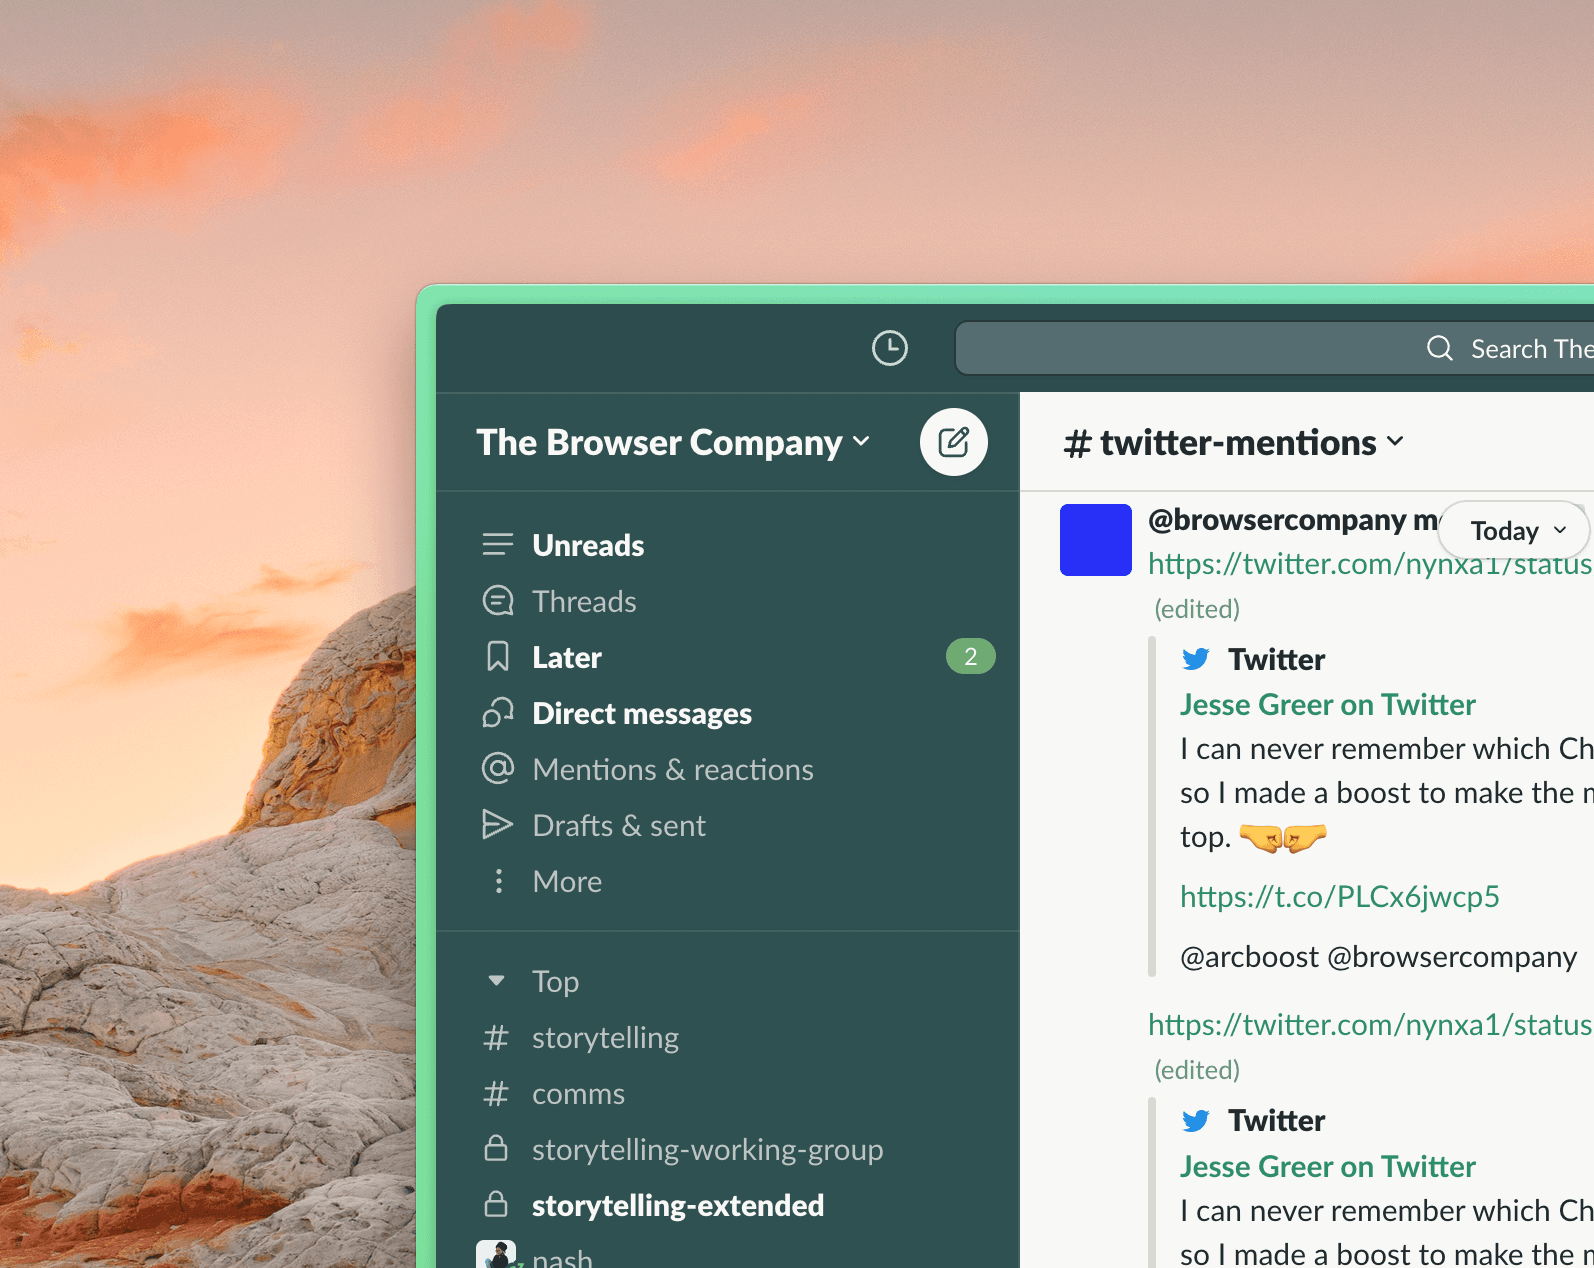 Search The
The Browser Company
# twitter-mentions
Unreads
Threads
Later 2
Direct messages
Mentions & reactions
Drafts & sent
More
Top
# storytelling
# comms
storytelling-working-group
storytelling-extended
nash
@browsercompany m
Today
https://twitter.com/nynxa1/status
(edited)
Twitter
Jesse Greer on Twitter
I can never remember which Ch
so I made a boost to make the
top. 🤜🤛
https://t.co/PLCx6jwcp5
@arcboost @browsercompany
https://twitter.com/nynxa1/status
(edited)
Twitter
Jesse Greer on Twitter
I can never remember which Ch
so I made a boost to make the